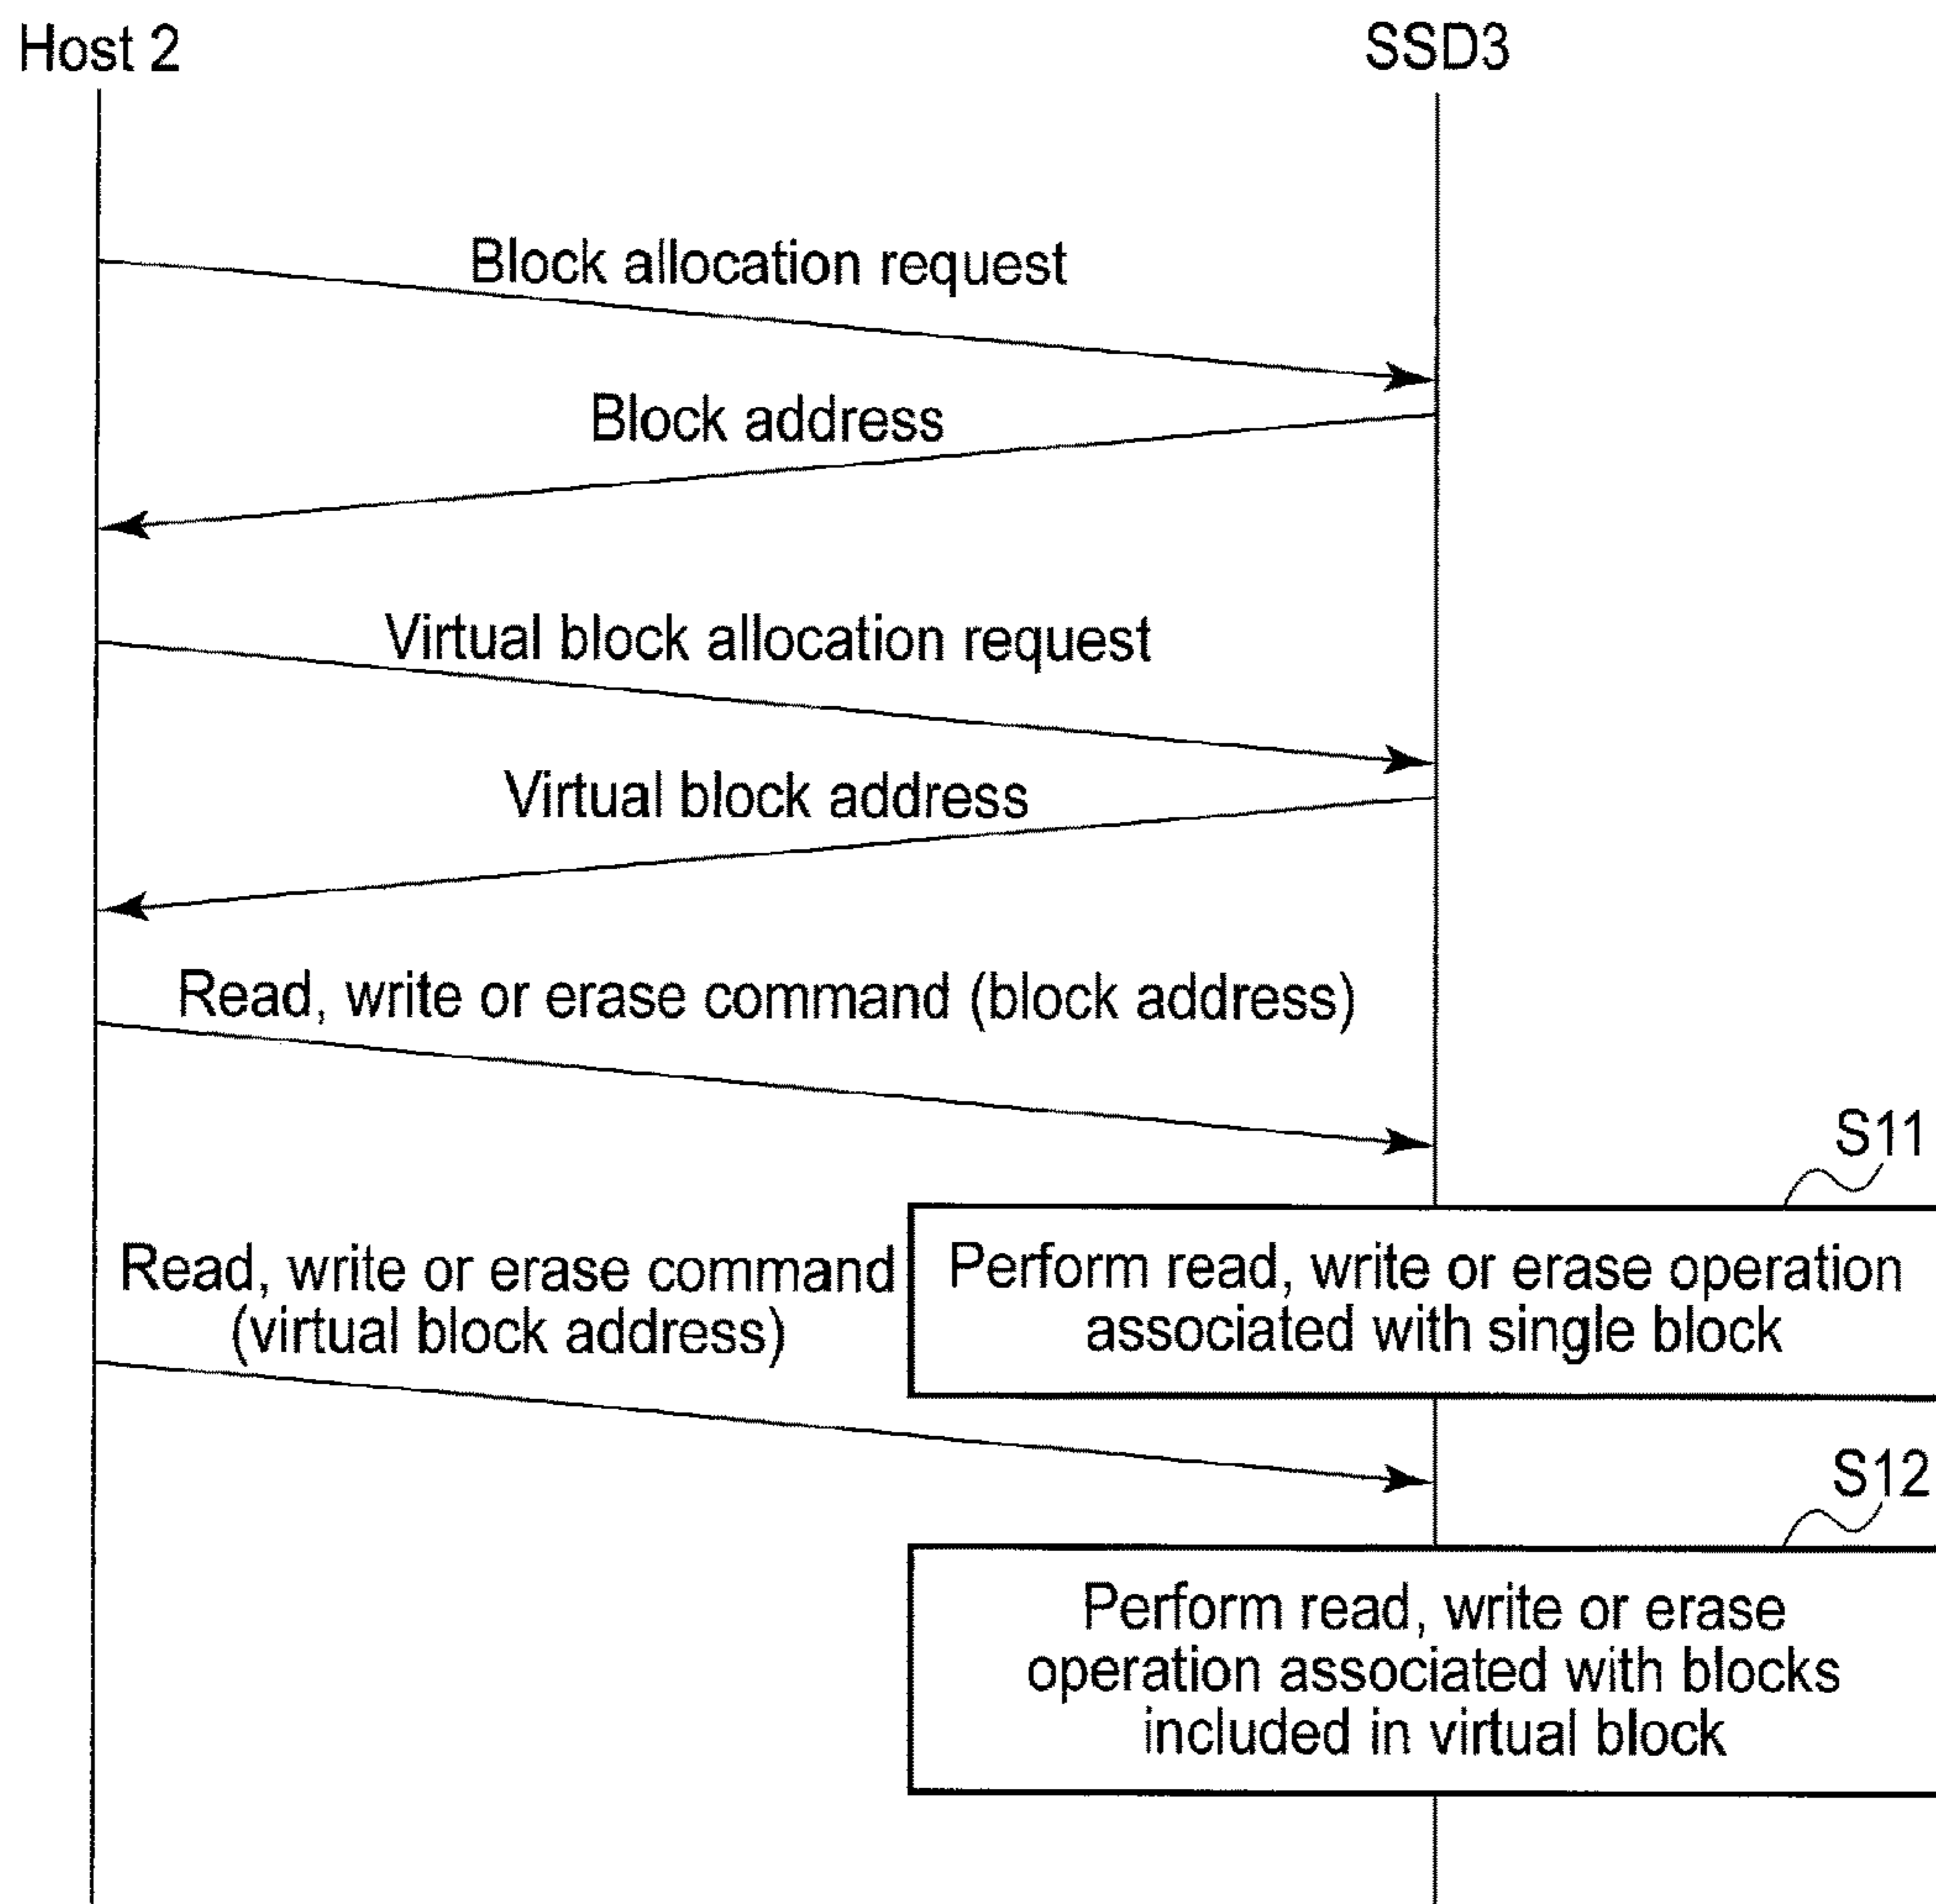 Host 2
SSD3
Block allocation request
Block address
Virtual block allocation request
Virtual block address
Read, write or erase command (block address)
S11
Read, write or erase command
(virtual block address)
Perform read, write or erase operation
associated with single block
S12
Perform read, write or erase
operation associated with blocks
included in virtual block